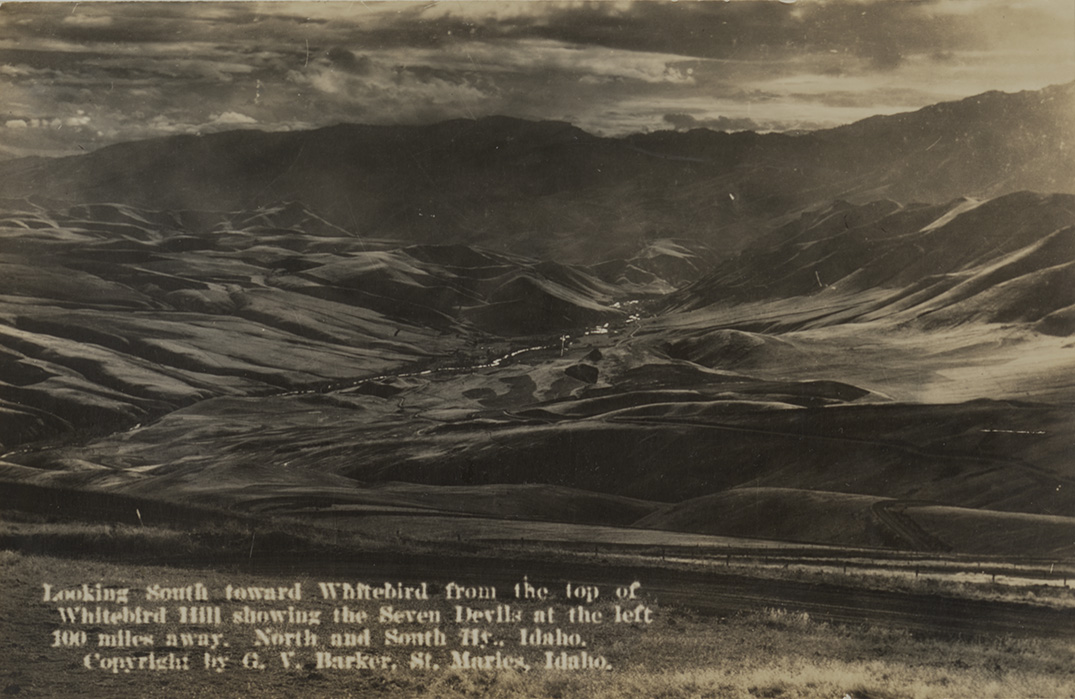 Looking South toward Whitebird from the top of
Whitebird Hill showing the Seven Devils at the left
100 miles away. North and South Hy., Idaho.
Copyright by G. V. Barker, St. Maries, Idaho.